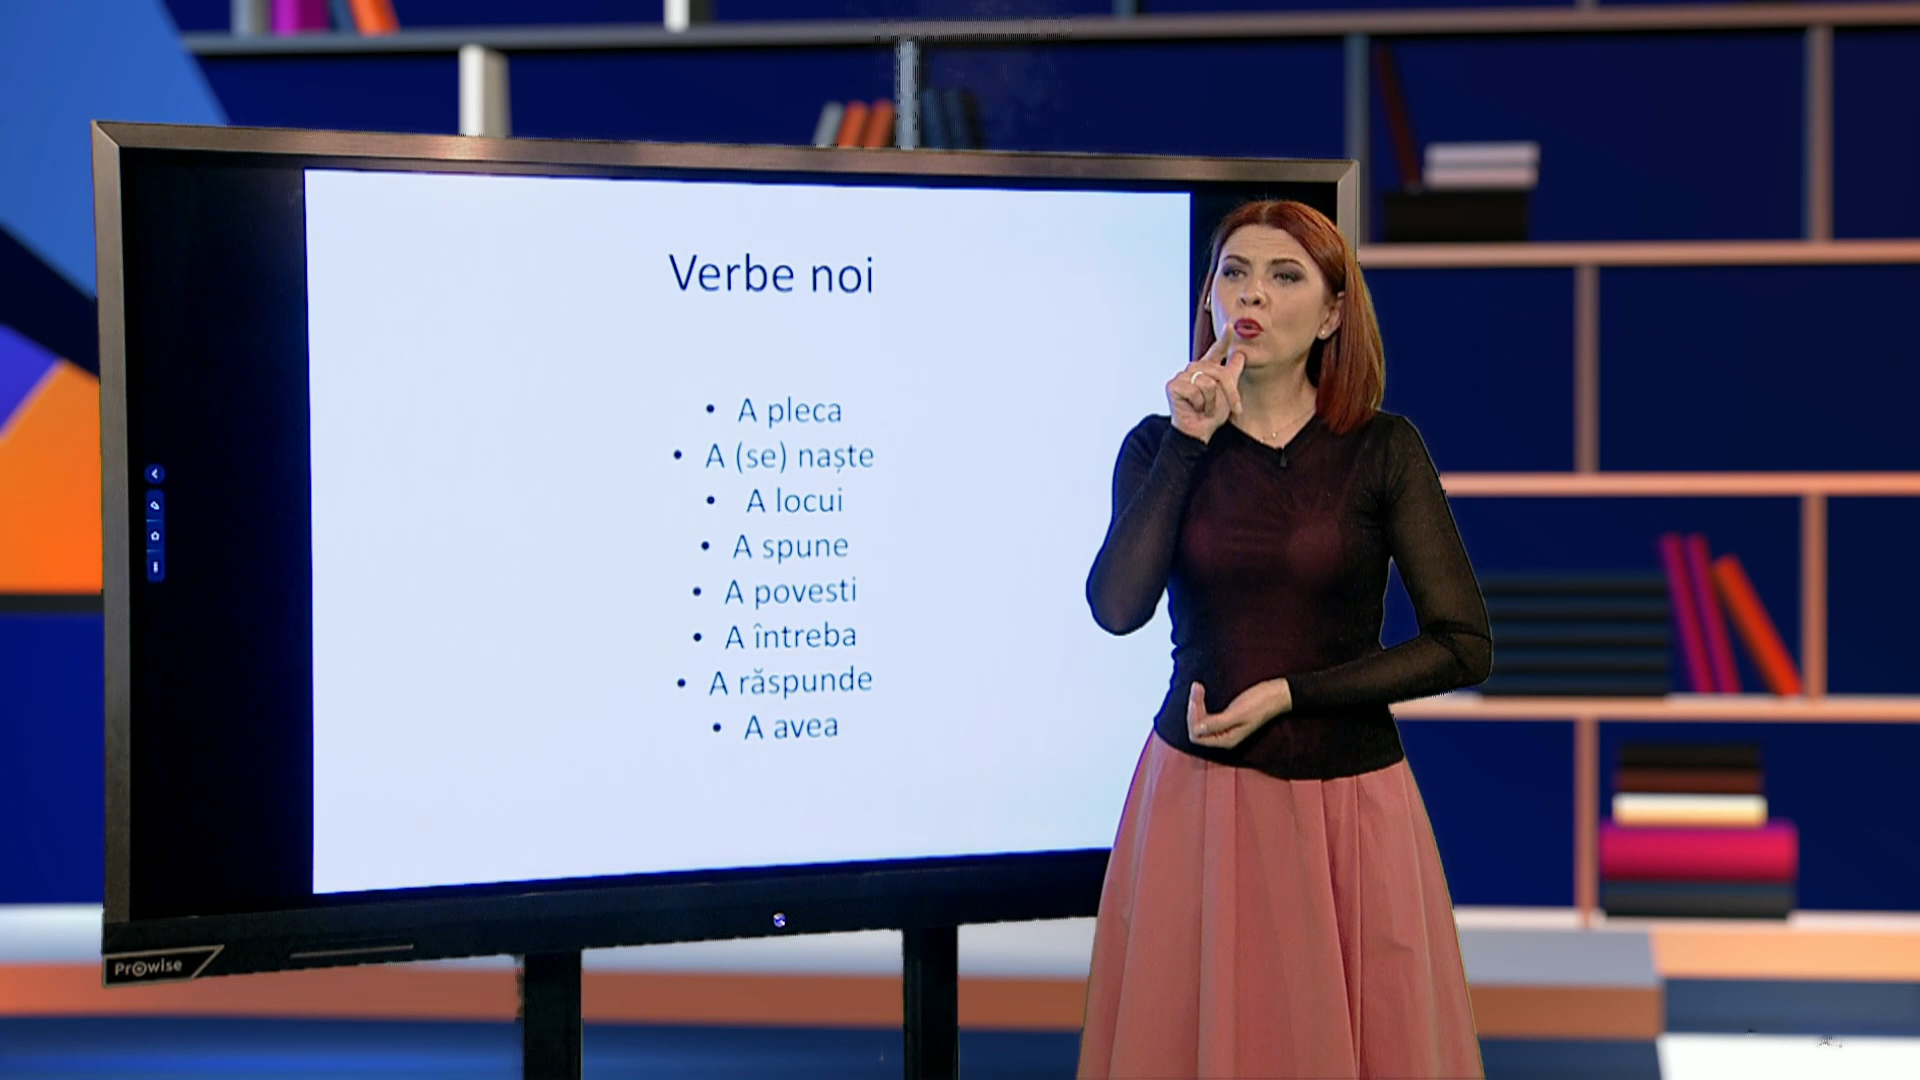 Verbe noi
• A pleca
• A (se) naște
• A locui
• A spune
• A povesti
• A întreba
• A răspunde
• A avea
Prowise